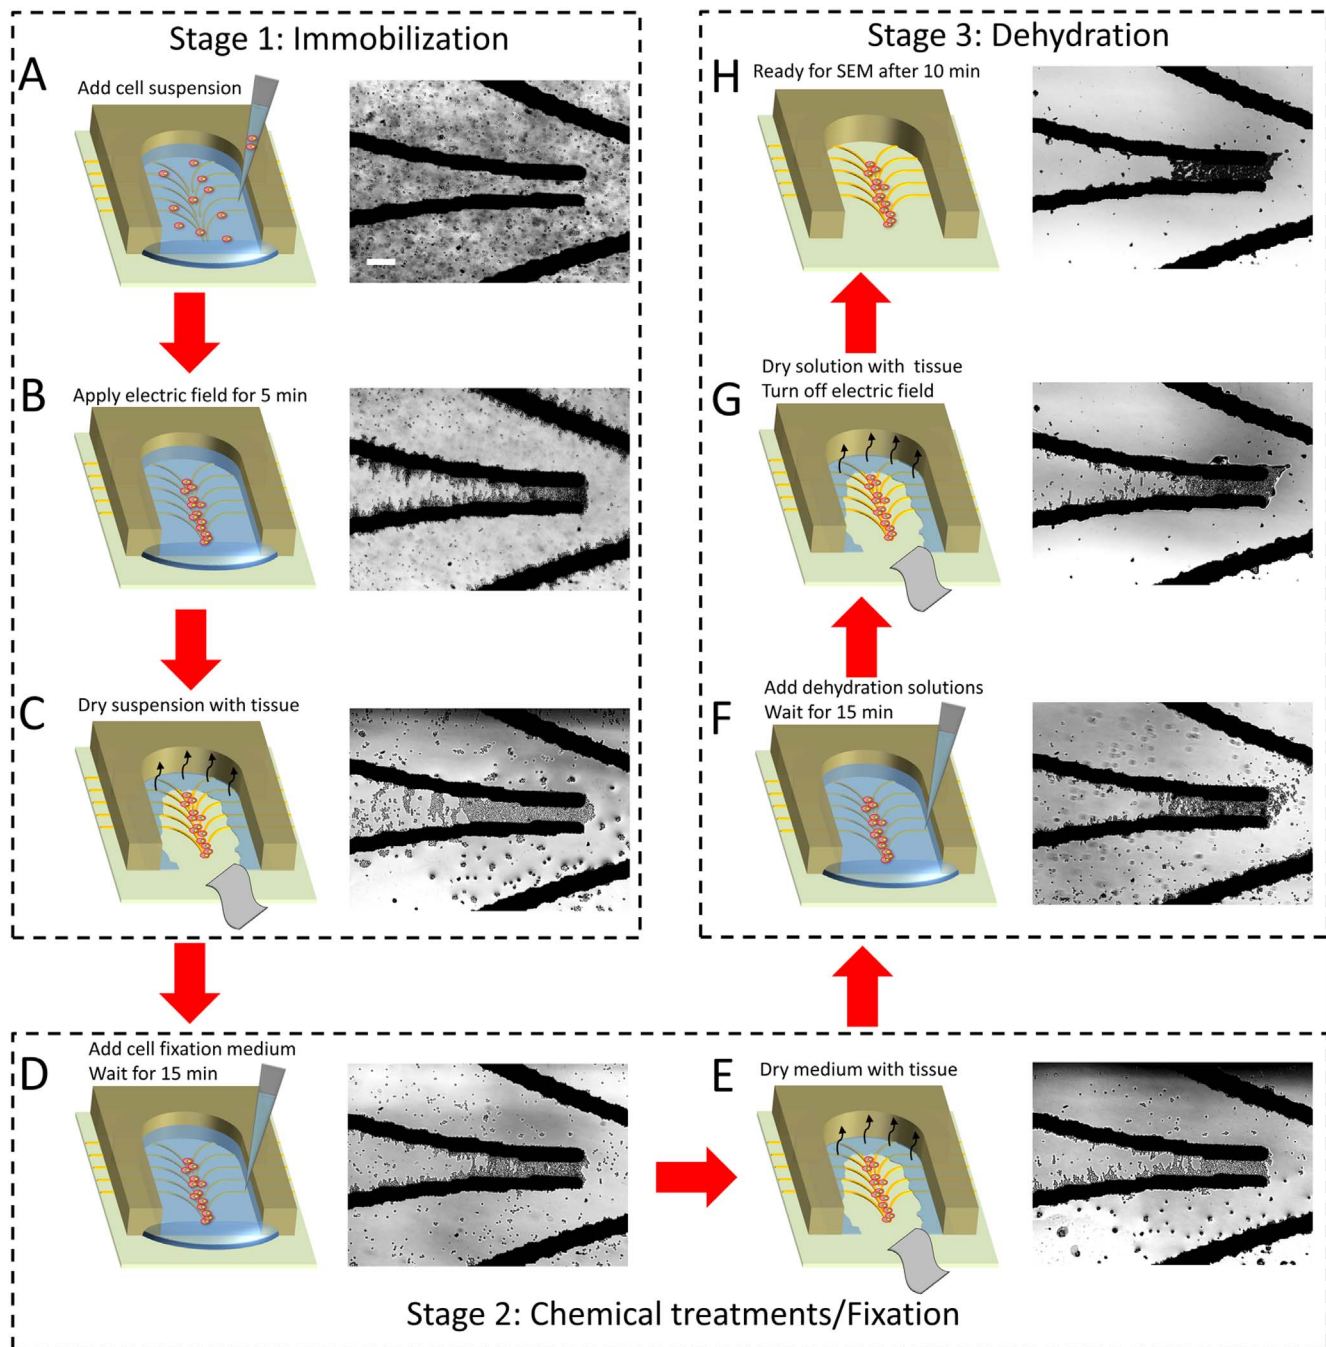 Stage 1: Immobilization
A
Add cell suspension
B
Apply electric field for 5 min
C
Dry suspension with tissue
D
Add cell fixation medium
Wait for 15 min
E
Dry medium with tissue
Stage 2: Chemical treatments/Fixation
Stage 3: Dehydration
F
Add dehydration solutions
Wait for 15 min
G
Dry solution with tissue
Turn off electric field
H
Ready for SEM after 10 min